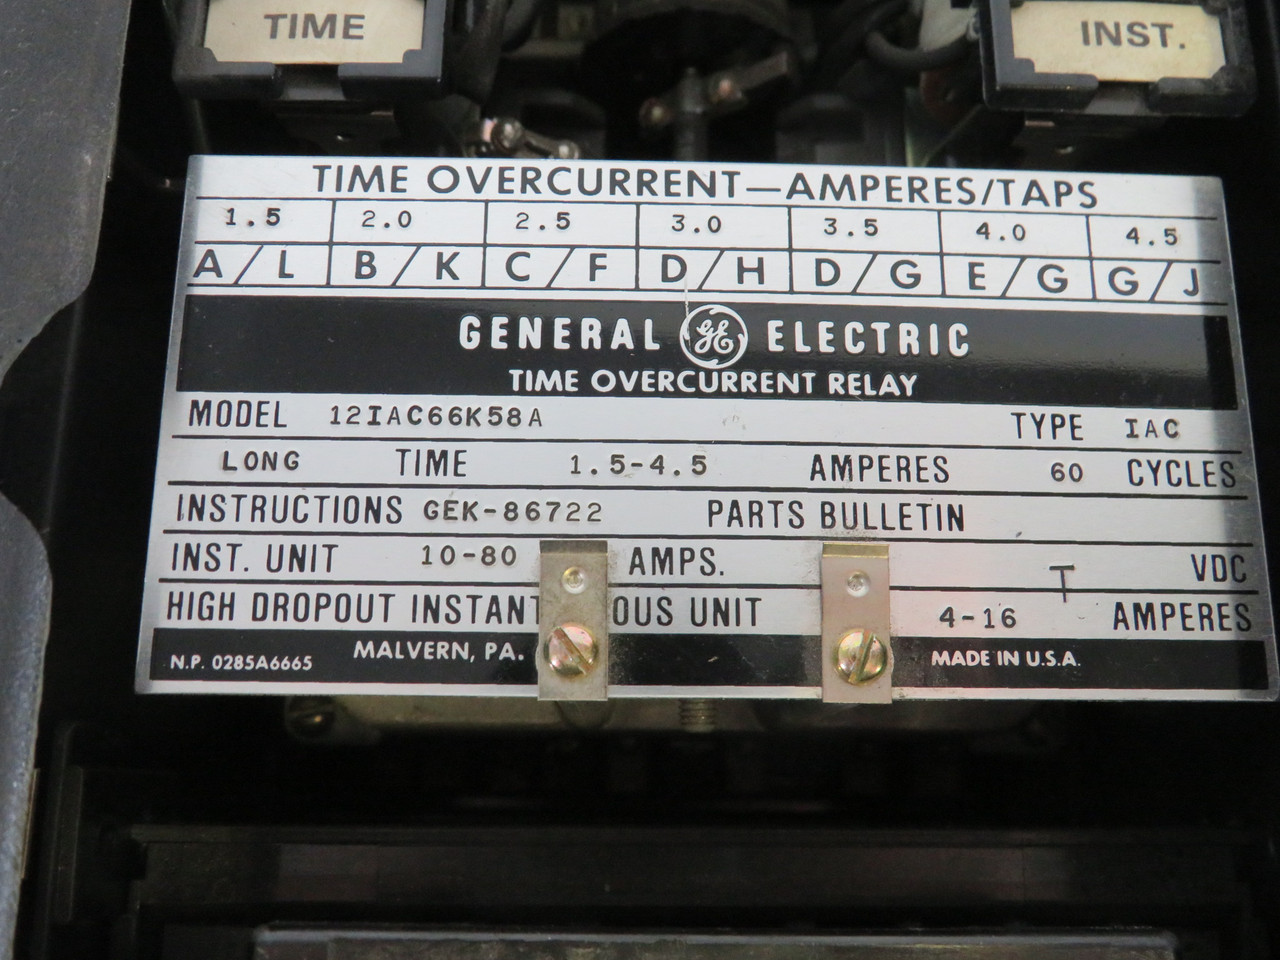 TIME INST.
TIME OVERCURRENT—AMPERES/TAPS
1.5 2.0 2.5 3.0 3.5 4.0 4.5
A/L B/K C/F D/H D/G E/G G/J
GENERAL GE ELECTRIC
TIME OVERCURRENT RELAY
MODEL 12IAC66K58A TYPE IAC
LONG TIME 1.5-4.5 AMPERES 60 CYCLES
INSTRUCTIONS GEK-86722 PARTS BULLETIN
INST. UNIT 10-80 AMPS. VDC
HIGH DROPOUT INSTAN OUS UNIT 4-16 AMPERES
N.P. 0285A6665 MALVERN, PA. MADE IN U.S.A.